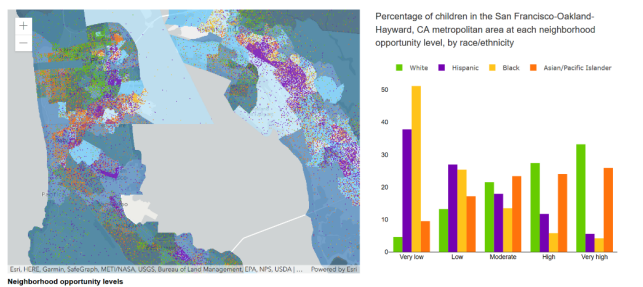 Percentage of children in the San Francisco-Oakland-
Hayward, CA metropolitan area at each neighborhood
opportunity level, by race/ethnicity
White Hispanic Black Asian/Pacific Islander
50
40
30
20
10
0
Very low Low Moderate High Very high
+
−
Esri, HERE, Garmin, SafeGraph, METI/NASA, USGS, Bureau of Land Management, EPA, NPS, USDA | ... Powered by Esri
Neighborhood opportunity levels